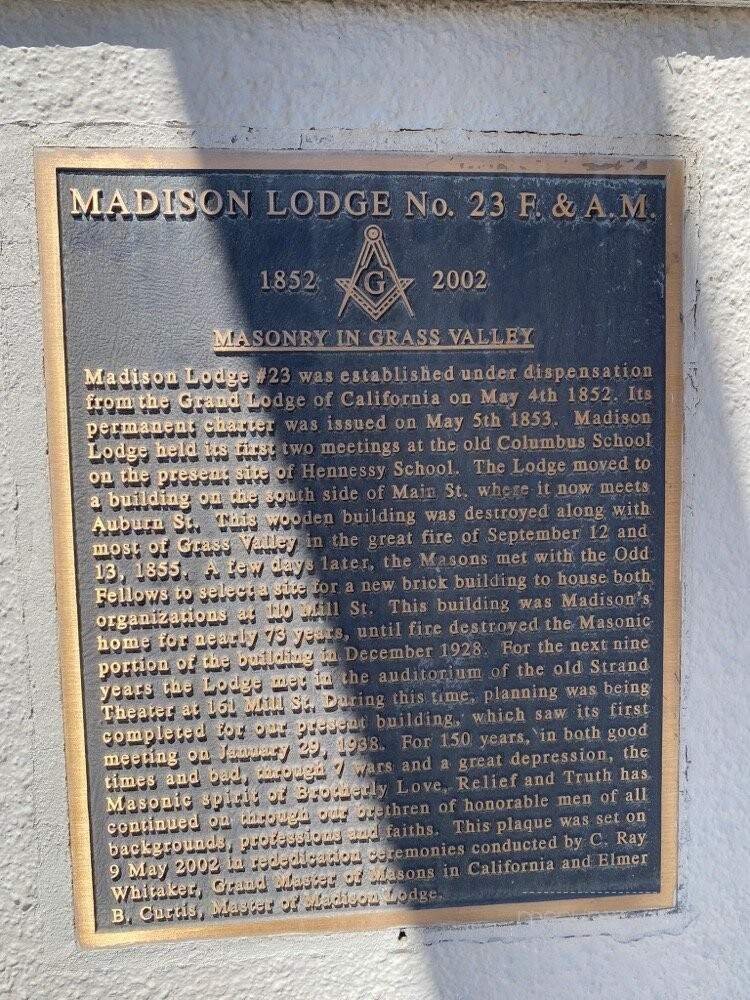 MADISON LODGE No. 23 F. & A. M.
1852 G 2002
MASONRY IN GRASS VALLEY
Madison Lodge #23 was established under dispensation
from the Grand Lodge of California on May 4th 1852. Its
permanent charter was issued on May 5th 1853. Madison
Lodge held its first two meetings at the old Columbus School
on the present site of Hennessy School. The Lodge moved to
a building on the south side of Main St. where it now meets
Auburn St. This wooden building was destroyed along with
most of Grass Valley in the great fire of September 12 and
13, 1855. A few days later, the Masons met with the Odd
Fellows to select a site for a new brick building to house both
organizations at 110 Mill St. This building was Madison's
home for nearly 73 years, until fire destroyed the Masonic
portion of the building in December 1928. For the next nine
years the Lodge met in the auditorium of the old Strand
Theater at 161 Mill St. During this time, planning was being
completed for our present building, which saw its first
meeting on January 29, 1938. For 150 years, in both good
times and bad, through 7 wars and a great depression, the
Masonic spirit of Brotherly Love, Relief and Truth has
continued on through our brethren of honorable men of all
backgrounds, professions and faiths. This plaque was set on
9 May 2002 in rededication ceremonies conducted by C. Ray
Whitaker, Grand Master of Masons in California and Elmer
B. Curtis, Master of Madison Lodge.